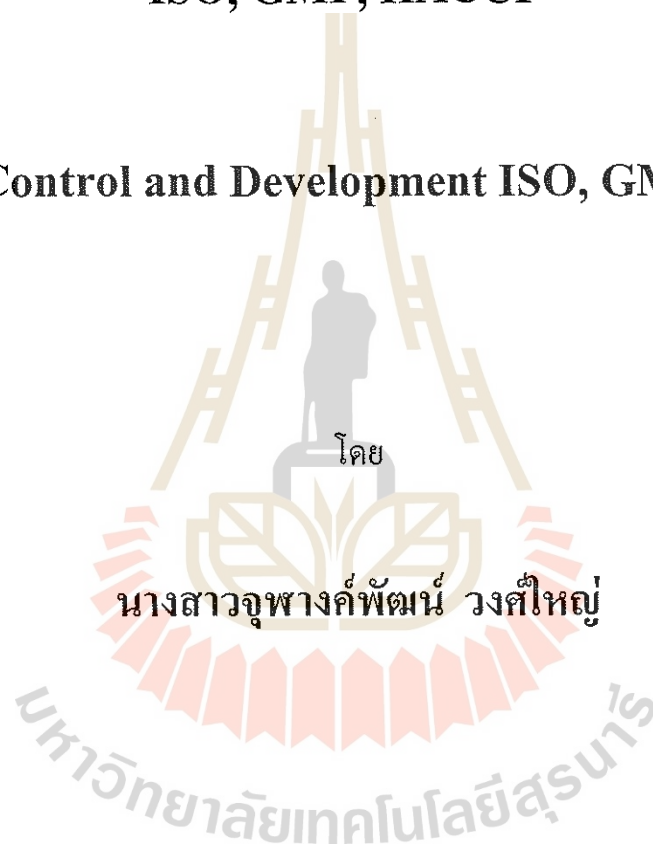 ISO, GMP, HACCP
Control and Development ISO, GM
โดย
นางสาวจุฬางค์พัฒน์ วงศ์ใหญ่
มหาวิทยาลัยเทคโนโลยีสุรนารี